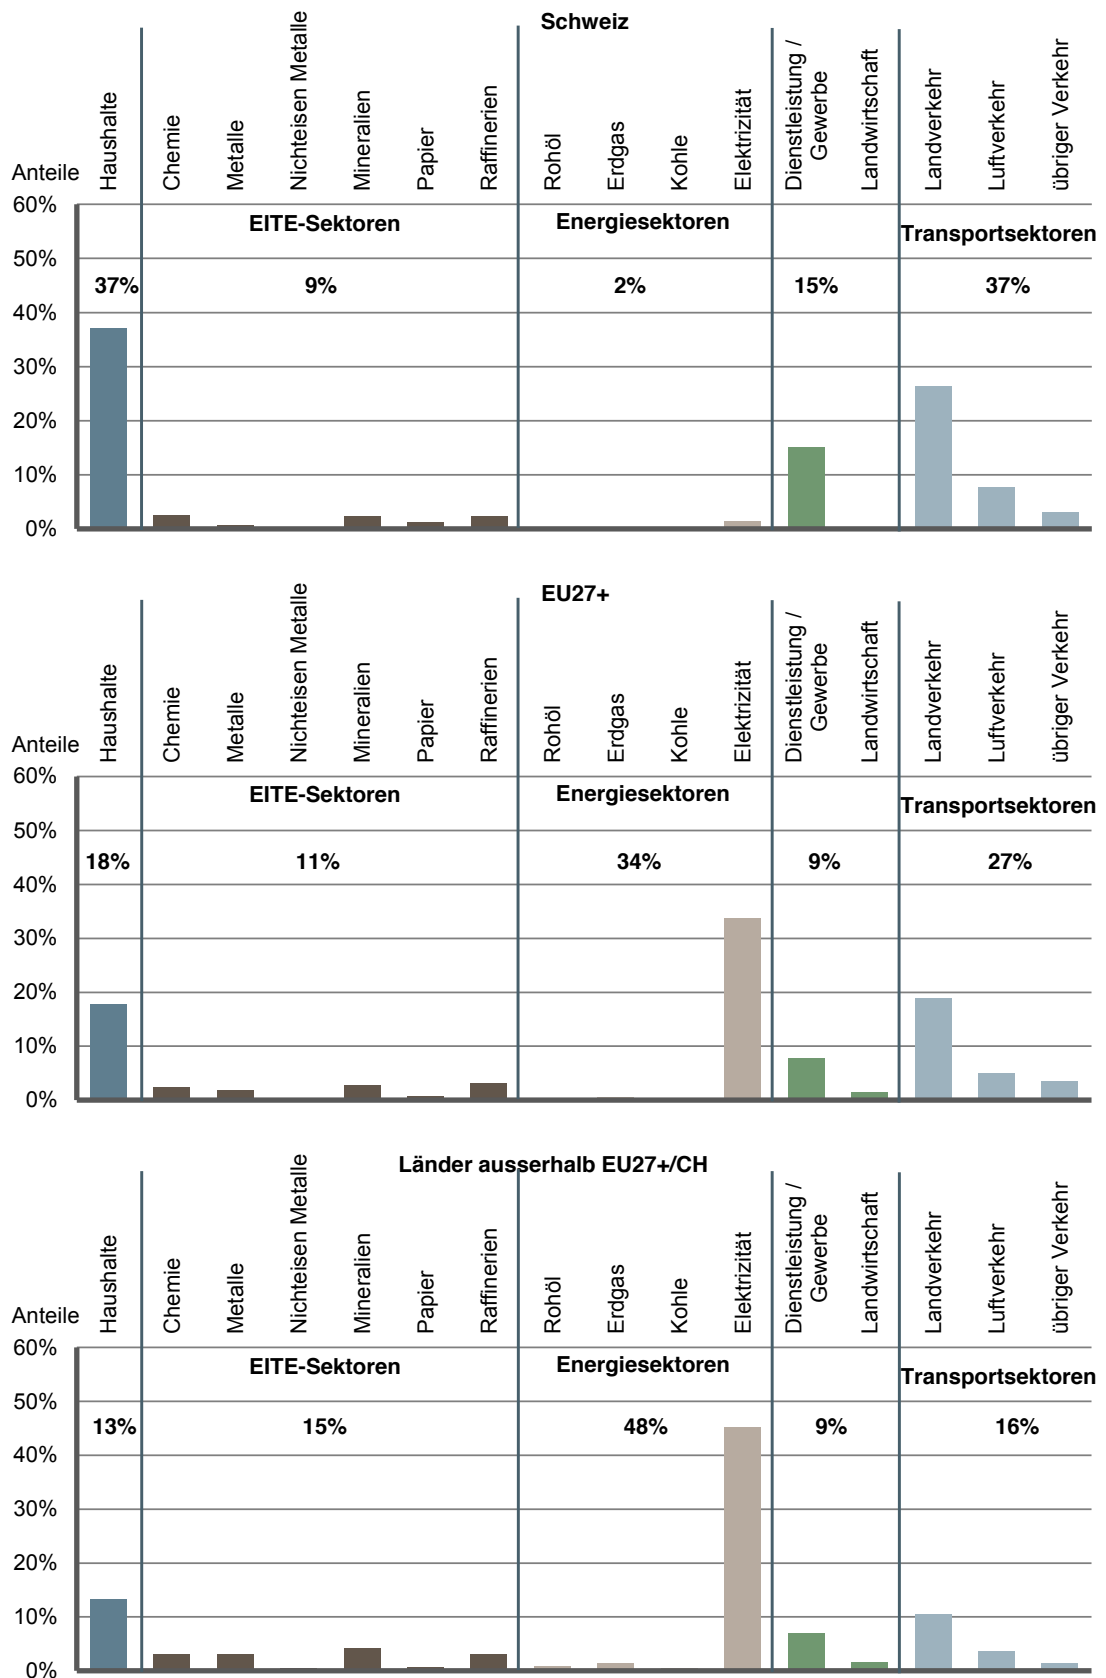 Schweiz
Anteile
Haushalte
Chemie
Metalle
Nichteisen Metalle
Mineralien
Papier
Raffinerien
Rohöl
Erdgas
Kohle
Elektrizität
Dienstleistung /
Gewerbe
Landwirtschaft
Landverkehr
Luftverkehr
übriger Verkehr
60%
EITE-Sektoren
Energiesektoren
Transportsektoren
50%
37%
9%
2%
15%
37%
40%
30%
20%
10%
0%
EU27+
Anteile
Haushalte
Chemie
Metalle
Nichteisen Metalle
Mineralien
Papier
Raffinerien
Rohöl
Erdgas
Kohle
Elektrizität
Dienstleistung /
Gewerbe
Landwirtschaft
Landverkehr
Luftverkehr
übriger Verkehr
60%
EITE-Sektoren
Energiesektoren
Transportsektoren
50%
18%
11%
34%
9%
27%
40%
30%
20%
10%
0%
Länder ausserhalb EU27+/CH
Anteile
Haushalte
Chemie
Metalle
Nichteisen Metalle
Mineralien
Papier
Raffinerien
Rohöl
Erdgas
Kohle
Elektrizität
Dienstleistung /
Gewerbe
Landwirtschaft
Landverkehr
Luftverkehr
übriger Verkehr
60%
EITE-Sektoren
Energiesektoren
Transportsektoren
50%
13%
15%
48%
9%
16%
40%
30%
20%
10%
0%